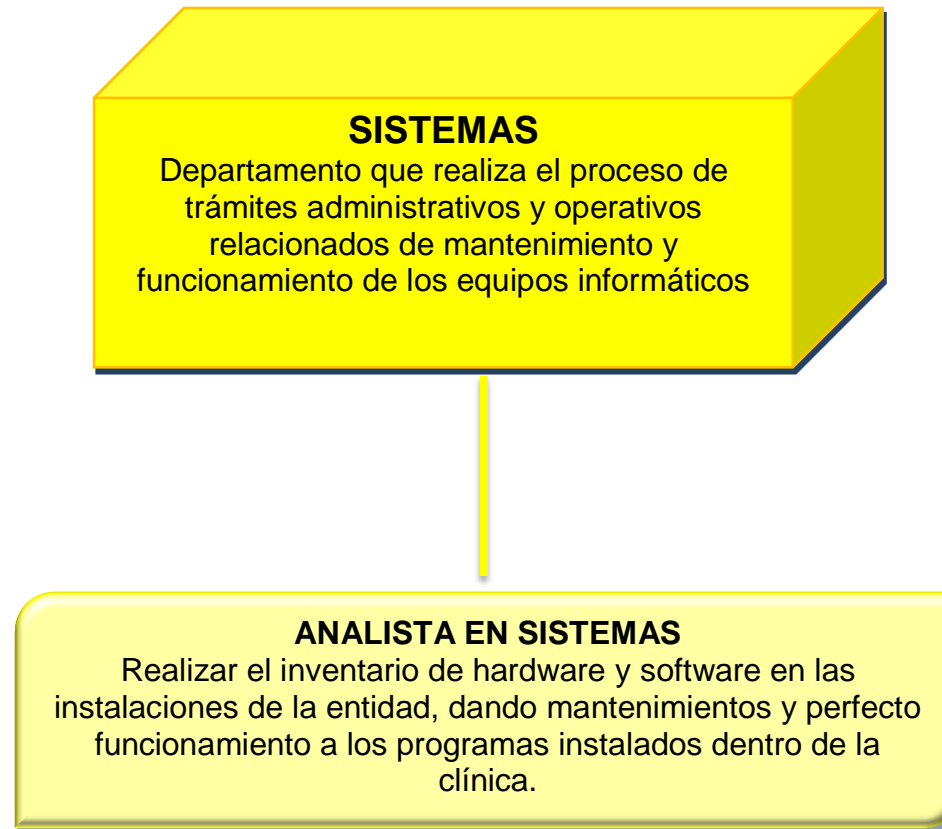 SISTEMAS
Departamento que realiza el proceso de
trámites administrativos y operativos
relacionados de mantenimiento y
funcionamiento de los equipos informáticos
ANALISTA EN SISTEMAS
Realizar el inventario de hardware y software en las
instalaciones de la entidad, dando mantenimientos y perfecto
funcionamiento a los programas instalados dentro de la
clínica.